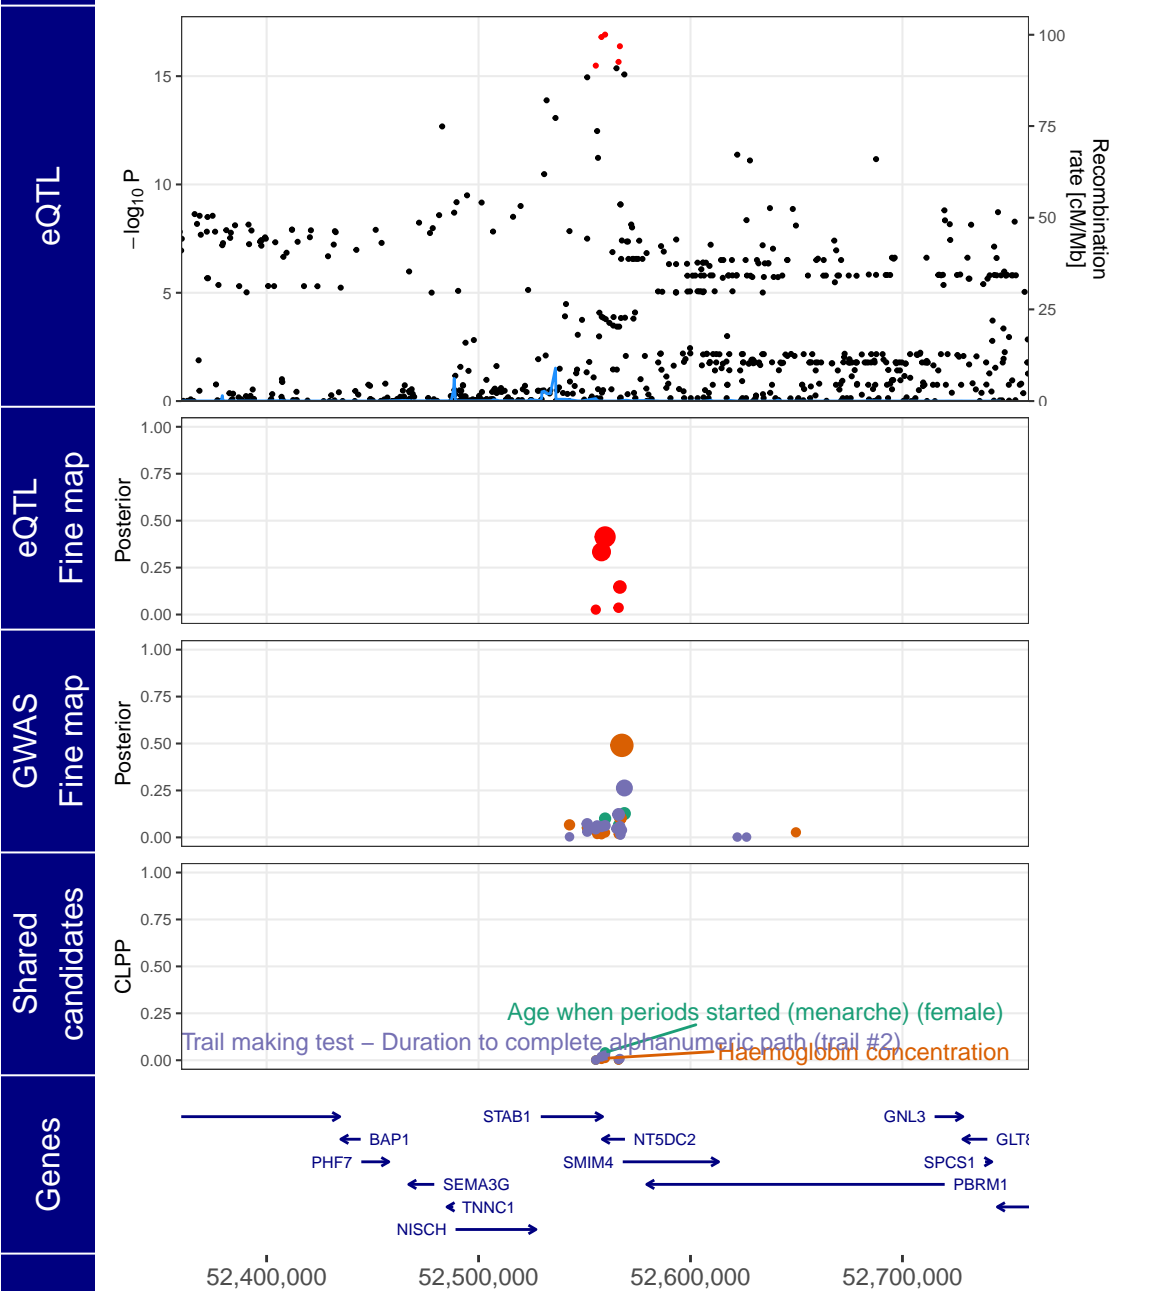 eQTL
−log10 P
15
10
5
0
100
75
50
25
0
Recombination
rate [cM/Mb]
eQTL
Fine map
Posterior
1.00
0.75
0.50
0.25
0.00
GWAS
Fine map
Posterior
1.00
0.75
0.50
0.25
0.00
Shared
candidates
CLPP
1.00
0.75
0.50
0.25
0.00
Age when periods started (menarche) (female)
Trail making test – Duration to complete alphanumeric path (trail #2)
Haemoglobin concentration
Genes
STAB1
GNL3
BAP1
NT5DC2
GLT8
PHF7
SMIM4
SPCS1
SEMA3G
PBRM1
TNNC1
NISCH
52,400,000
52,500,000
52,600,000
52,700,000